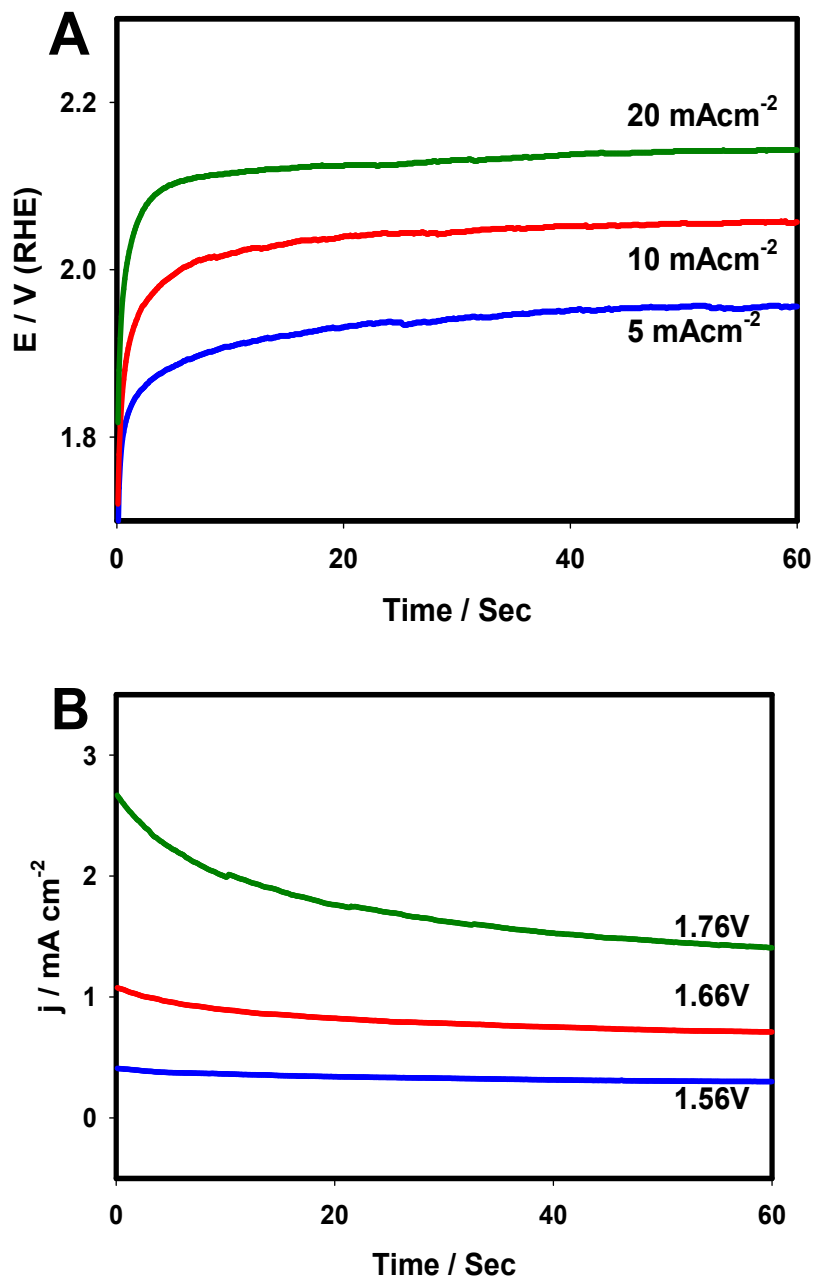 A
2.2
2.0
1.8
E / V (RHE)
20 mAcm-2
10 mAcm-2
5 mAcm-2
0
20
40
60
Time / Sec
B
3
2
1
0
j / mA cm-2
1.76V
1.66V
1.56V
0
20
40
60
Time / Sec